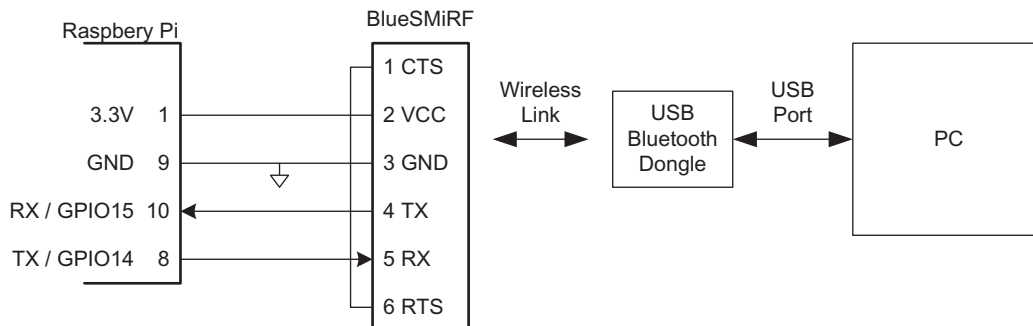 BlueSMiRF
Raspbery Pi
1 CTS
3.3V 1
2 VCC
GND 9
3 GND
RX / GPIO15 10
4 TX
TX / GPIO14 8
5 RX
6 RTS
Wireless
Link
USB
Bluetooth
Dongle
USB
Port
PC